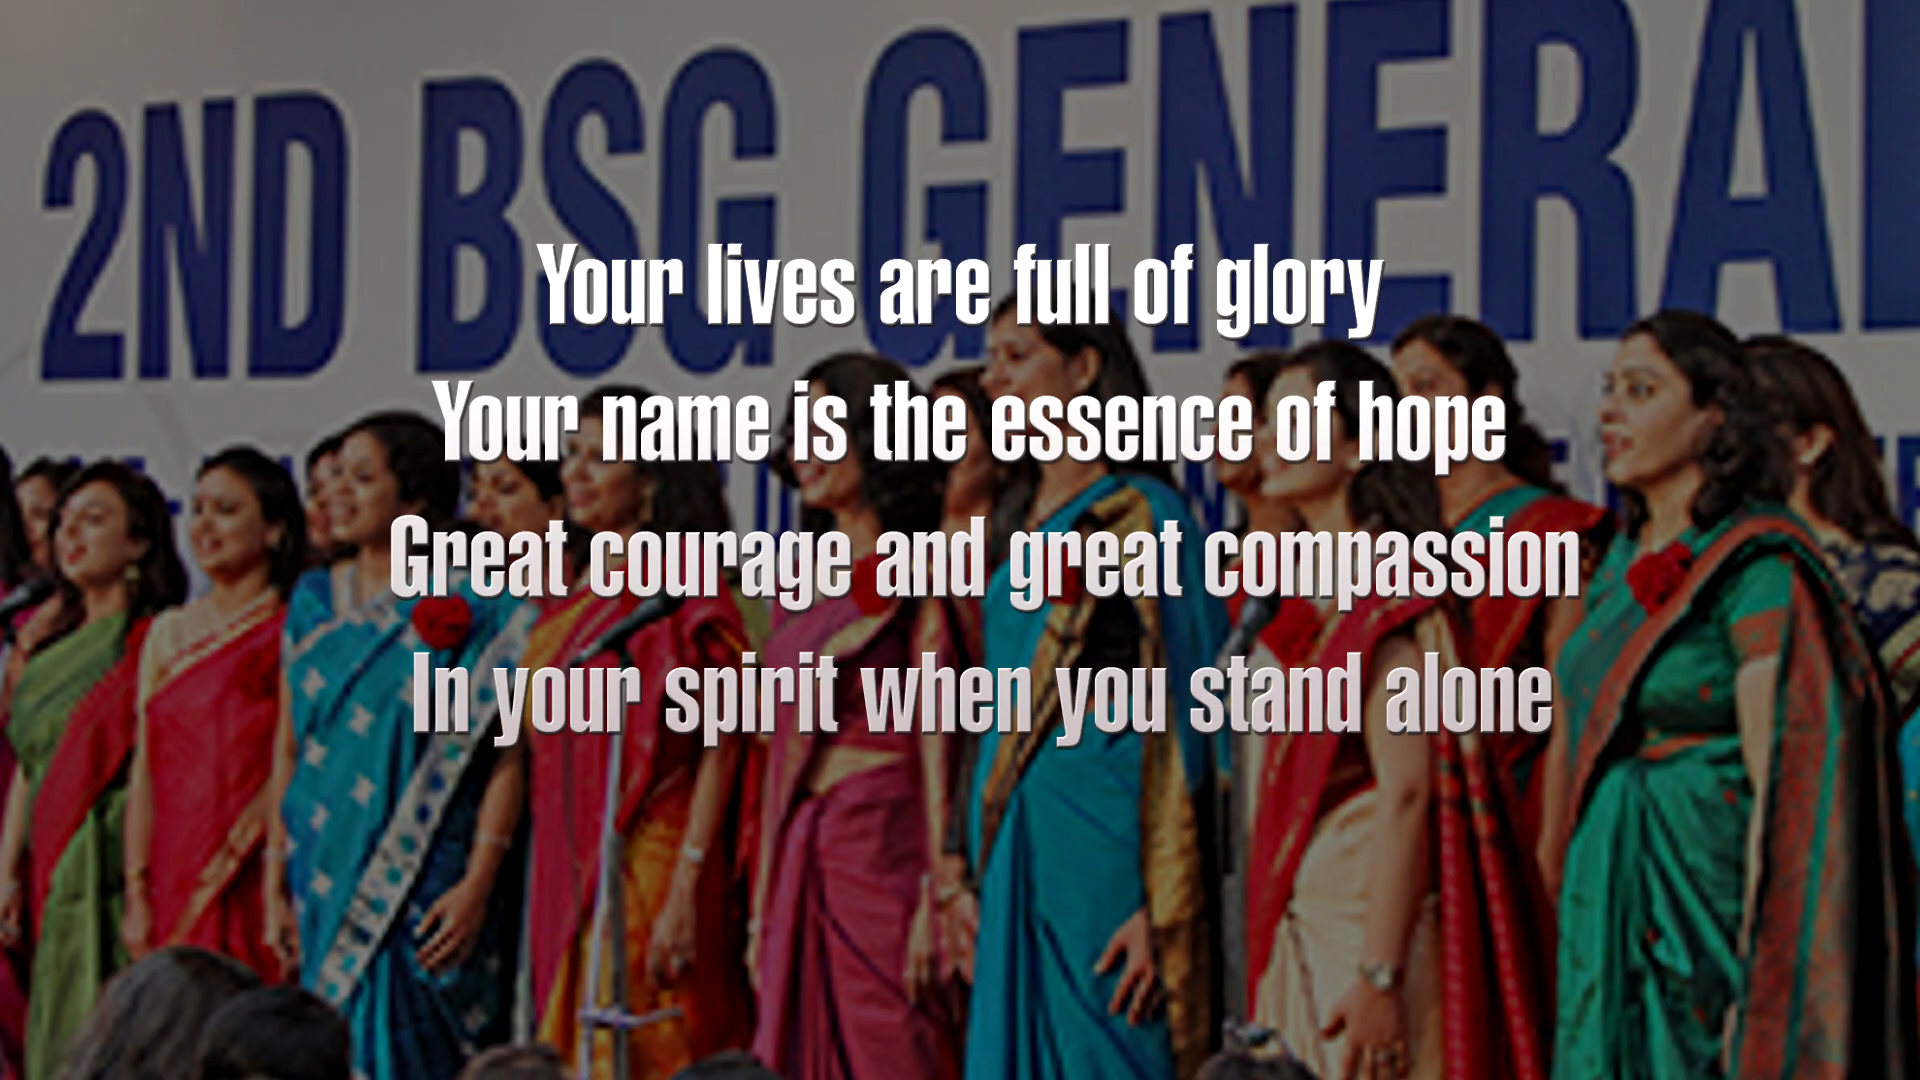 2ND BSG GENERAL
Your lives are full of glory
Your name is the essence of hope
Great courage and great compassion
In your spirit when you stand alone